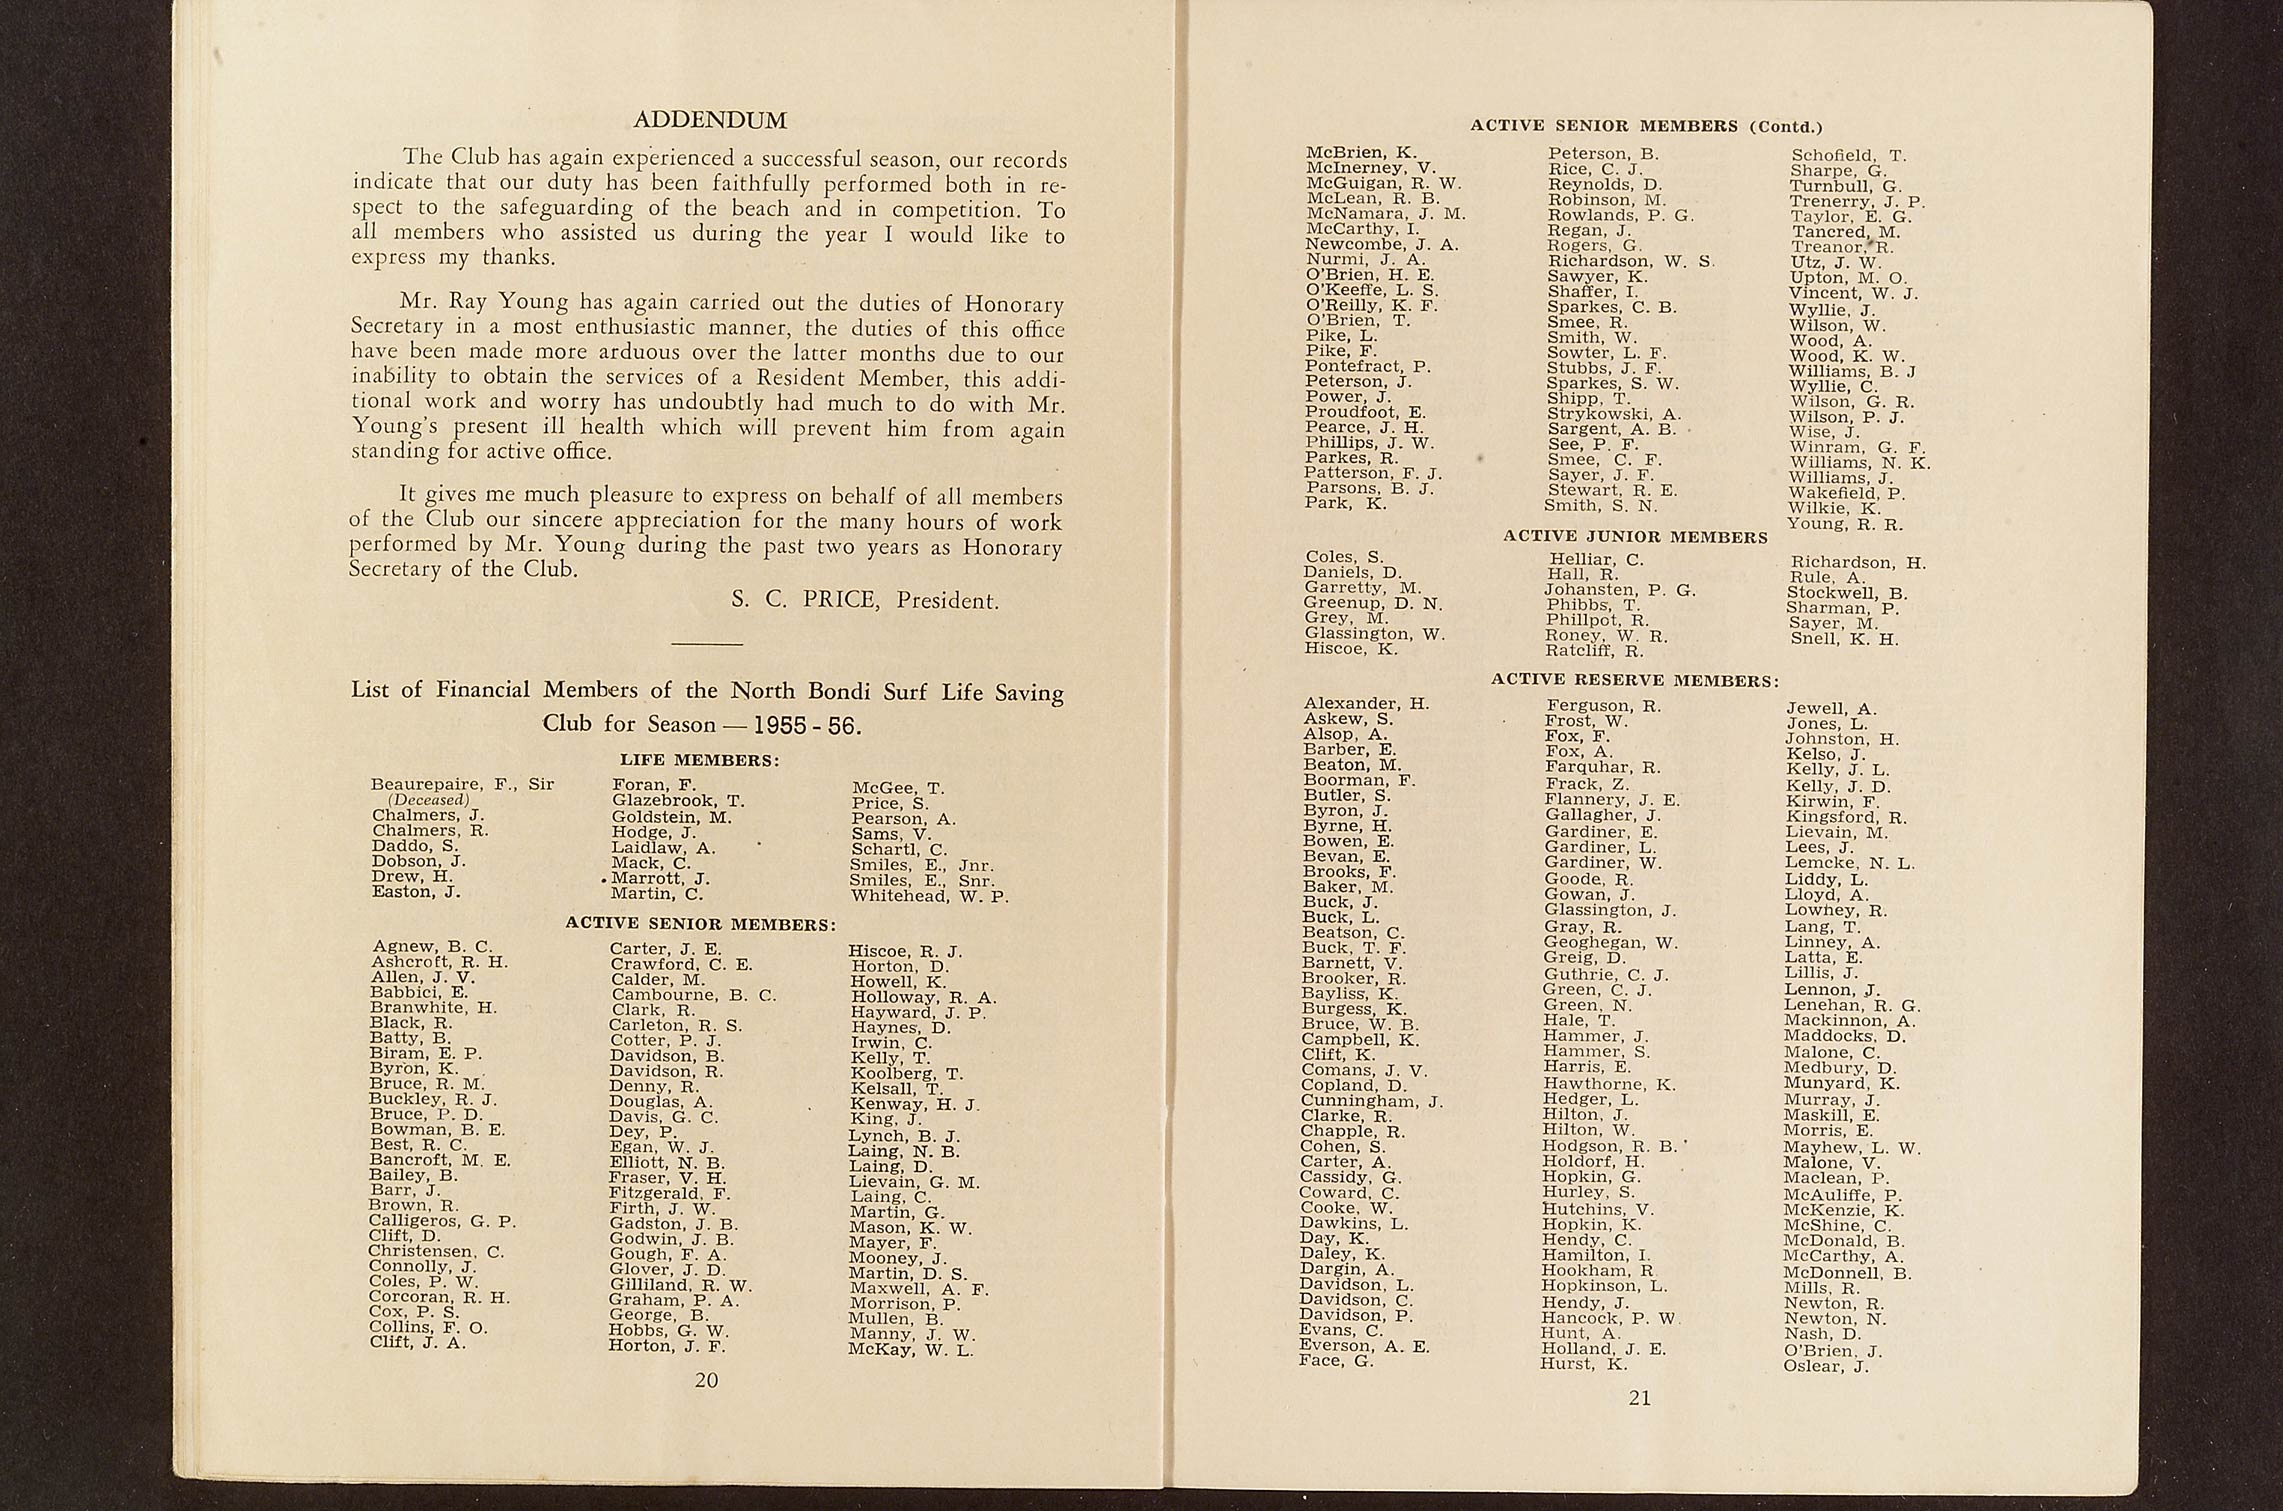 ADDENDUM
The Club has again experienced a successful season, our records
indicate that our duty has been faithfully performed both in re-
spect to the safeguarding of the beach and in competition. To
all members who assisted us during the year I would like to
express my thanks.
Mr. Ray Young has again carried out the duties of Honorary
Secretary in a most enthusiastic manner, the duties of this office
have been made more arduous over the latter months due to our
inability to obtain the services of a Resident Member, this addi-
tional work and worry has undoubtly had much to do with Mr.
Young's present ill health which will prevent him from again
standing for active office.
It gives me much pleasure to express on behalf of all members
of the Club our sincere appreciation for the many hours of work
performed by Mr. Young during the past two years as Honorary
Secretary of the Club.
S. C. PRICE, President.
List of Financial Members of the North Bondi Surf Life Saving
Club for Season — 1955 - 56.
LIFE MEMBERS:
Beaurepaire, F., Sir
(Deceased)
Chalmers, J.
Chalmers, R.
Daddo, S.
Dobson, J.
Drew, H.
Easton, J.
Foran, F.
Glazebrook, T.
Goldstein, M.
Hodge, J.
Laidlaw, A.
Mack, C.
Marrott, J.
Martin, C.
McGee, T.
Price, S.
Pearson, A.
Sams, V.
Schartl, C.
Smiles, E., Jnr.
Smiles, E., Snr.
Whitehead, W. P.
ACTIVE SENIOR MEMBERS:
Agnew, B. C.
Ashcroft, R. H.
Allen, J. V.
Babbici, E.
Branwhite, H.
Black, R.
Batty, B.
Biram, E. P.
Byron, K.
Bruce, R. M.
Buckley, R. J.
Bruce, P. D.
Bowman, B. E.
Best, R. C.
Bancroft, M. E.
Bailey, B.
Barr, J.
Brown, R.
Calligeros, G. P.
Clift, D.
Christensen, C.
Connolly, J.
Coles, P. W.
Corcoran, R. H.
Cox, P. S.
Collins, F. O.
Clift, J. A.
Carter, J. E.
Crawford, C. E.
Calder, M.
Cambourne, B. C.
Clark, R.
Carleton, R. S.
Cotter, P. J.
Davidson, B.
Davidson, R.
Denny, R.
Douglas, A.
Davis, G. C.
Dey, P.
Egan, W. J.
Elliott, N. B.
Fraser, V. H.
Fitzgerald, F.
Firth, J. W.
Gadston, J. B.
Godwin, J. B.
Gough, F. A.
Glover, J. D.
Gilliland, R. W.
Graham, P. A.
George, B.
Hobbs, G. W.
Horton, J. F.
Hiscoe, R. J.
Horton, D.
Howell, K.
Holloway, R. A.
Hayward, J. P.
Haynes, D.
Irwin, C.
Kelly, T.
Koolberg, T.
Kelsall, T.
Kenway, H. J.
King, J.
Lynch, B. J.
Laing, N. B.
Laing, D.
Lievain, G. M.
Laing, C.
Martin, G.
Mason, K. W.
Mayer, F.
Mooney, J.
Martin, D. S.
Maxwell, A. F.
Morrison, P.
Mullen, B.
Manny, J. W.
McKay, W. L.
20
ACTIVE SENIOR MEMBERS (Contd.)
McBrien, K.
McInerney, V.
McGuigan, R. W.
McLean, R. B.
McNamara, J. M.
McCarthy, I.
Newcombe, J. A.
Nurmi, J. A.
O'Brien, H. E.
O'Keeffe, L. S.
O'Reilly, K. F.
O'Brien, T.
Pike, L.
Pike, F.
Pontefract, P.
Peterson, J.
Power, J.
Proudfoot, E.
Pearce, J. H.
Phillips, J. W.
Parkes, R.
Patterson, F. J.
Parsons, B. J.
Park, K.
Peterson, B.
Rice, C. J.
Reynolds, D.
Robinson, M.
Rowlands, P. G.
Regan, J.
Rogers, G.
Richardson, W. S.
Sawyer, K.
Shaffer, I.
Sparkes, C. B.
Smee, R.
Smith, W.
Sowter, L. F.
Stubbs, J. F.
Sparkes, S. W.
Shipp, T.
Strykowski, A.
Sargent, A. B.
See, P. F.
Smee, C. F.
Sayer, J. F.
Stewart, R. E.
Smith, S. N.
Schofield, T.
Sharpe, G.
Turnbull, G.
Trenerry, J. P.
Taylor, E. G.
Tancred, M.
Treanor, R.
Utz, J. W.
Upton, M. O.
Vincent, W. J.
Wyllie, J.
Wilson, W.
Wood, A.
Wood, K. W.
Williams, B. J
Wyllie, C.
Wilson, G. R.
Wilson, P. J.
Wise, J.
Winram, G. F.
Williams, N. K.
Williams, J.
Wakefield, P.
Wilkie, K.
Young, R. R.
ACTIVE JUNIOR MEMBERS
Coles, S.
Daniels, D.
Garretty, M.
Greenup, D. N.
Grey, M.
Glassington, W.
Hiscoe, K.
Helliar, C.
Hall, R.
Johansten, P. G.
Phibbs, T.
Phillpot, R.
Roney, W. R.
Ratcliff, R.
Richardson, H.
Rule, A.
Stockwell, B.
Sharman, P.
Sayer, M.
Snell, K. H.
ACTIVE RESERVE MEMBERS:
Alexander, H.
Askew, S.
Alsop, A.
Barber, E.
Beaton, M.
Boorman, F.
Butler, S.
Byron, J.
Byrne, H.
Bowen, E.
Bevan, E.
Brooks, F.
Baker, M.
Buck, J.
Buck, L.
Beatson, C.
Buck, T. F.
Barnett, V.
Brooker, R.
Bayliss, K.
Burgess, K.
Bruce, W. B.
Campbell, K.
Clift, K.
Comans, J. V.
Copland, D.
Cunningham, J.
Clarke, R.
Chapple, R.
Cohen, S.
Carter, A.
Cassidy, G.
Coward, C.
Cooke, W.
Dawkins, L.
Day, K.
Daley, K.
Dargin, A.
Davidson, L.
Davidson, C.
Davidson, P.
Evans, C.
Everson, A. E.
Face, G.
Ferguson, R.
Frost, W.
Fox, F.
Fox, A.
Farquhar, R.
Frack, Z.
Flannery, J. E.
Gallagher, J.
Gardiner, E.
Gardiner, L.
Gardiner, W.
Goode, R.
Gowan, J.
Glassington, J.
Gray, R.
Geoghegan, W.
Greig, D.
Guthrie, C. J.
Green, C. J.
Green, N.
Hale, T.
Hammer, J.
Hammer, S.
Harris, E.
Hawthorne, K.
Hedger, L.
Hilton, J.
Hilton, W.
Hodgson, R. B.
Holdorf, H.
Hopkin, G.
Hurley, S.
Hutchins, V.
Hopkin, K.
Hendy, C.
Hamilton, I.
Hookham, R
Hopkinson, L.
Hendy, J.
Hancock, P. W.
Hunt, A.
Holland, J. E.
Hurst, K.
Jewell, A.
Jones, L.
Johnston, H.
Kelso, J.
Kelly, J. L.
Kelly, J. D.
Kirwin, F.
Kingsford, R.
Lievain, M.
Lees, J.
Lemcke, N. L.
Liddy, L.
Lloyd, A.
Lowhey, R.
Lang, T.
Linney, A.
Latta, E.
Lillis, J.
Lennon, J.
Lenehan, R. G.
Mackinnon, A.
Maddocks, D.
Malone, C.
Medbury, D.
Munyard, K.
Murray, J.
Maskill, E.
Morris, E.
Mayhew, L. W.
Malone, V.
Maclean, P.
McAuliffe, P.
McKenzie, K.
McShine, C.
McDonald, B.
McCarthy, A.
McDonnell, B.
Mills, R.
Newton, R.
Newton, N.
Nash, D.
O'Brien, J.
Oslear, J.
21